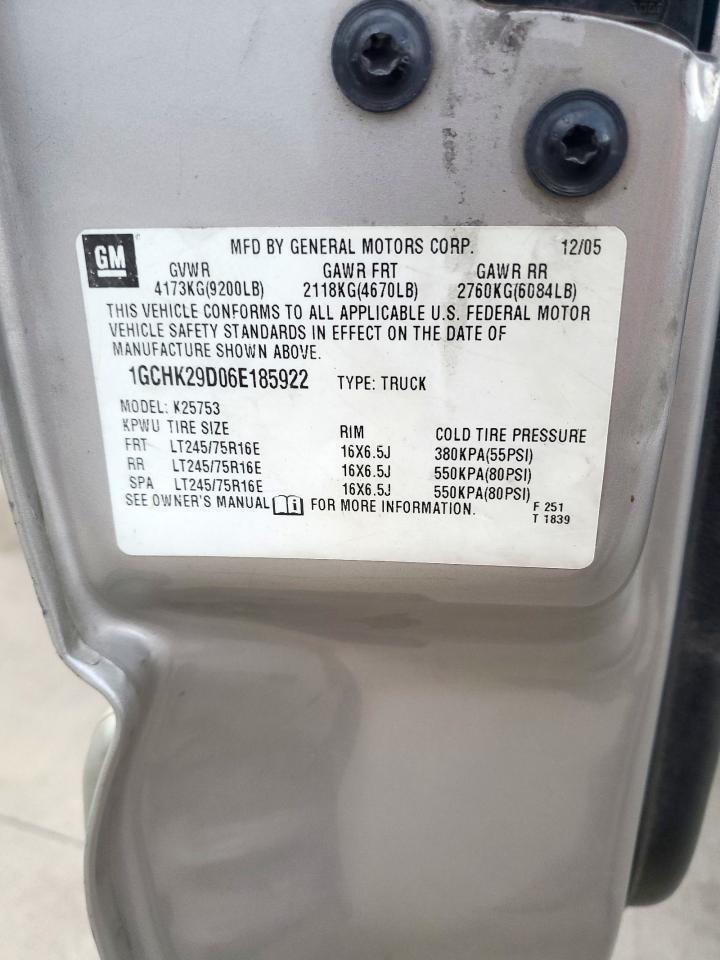 GM
MFD BY GENERAL MOTORS CORP. 12/05
GVWR GAWR FRT GAWR RR
4173KG(9200LB) 2118KG(4670LB) 2760KG(6084LB)
THIS VEHICLE CONFORMS TO ALL APPLICABLE U.S. FEDERAL MOTOR
VEHICLE SAFETY STANDARDS IN EFFECT ON THE DATE OF
MANUFACTURE SHOWN ABOVE.
1GCHK29D06E185922 TYPE: TRUCK
MODEL: K25753
KPWU TIRE SIZE RIM COLD TIRE PRESSURE
FRT LT245/75R16E 16X6.5J 380KPA(55PSI)
RR LT245/75R16E 16X6.5J 550KPA(80PSI)
SPA LT245/75R16E 16X6.5J 550KPA(80PSI)
SEE OWNER'S MANUAL FOR MORE INFORMATION.
F 251
T 1839